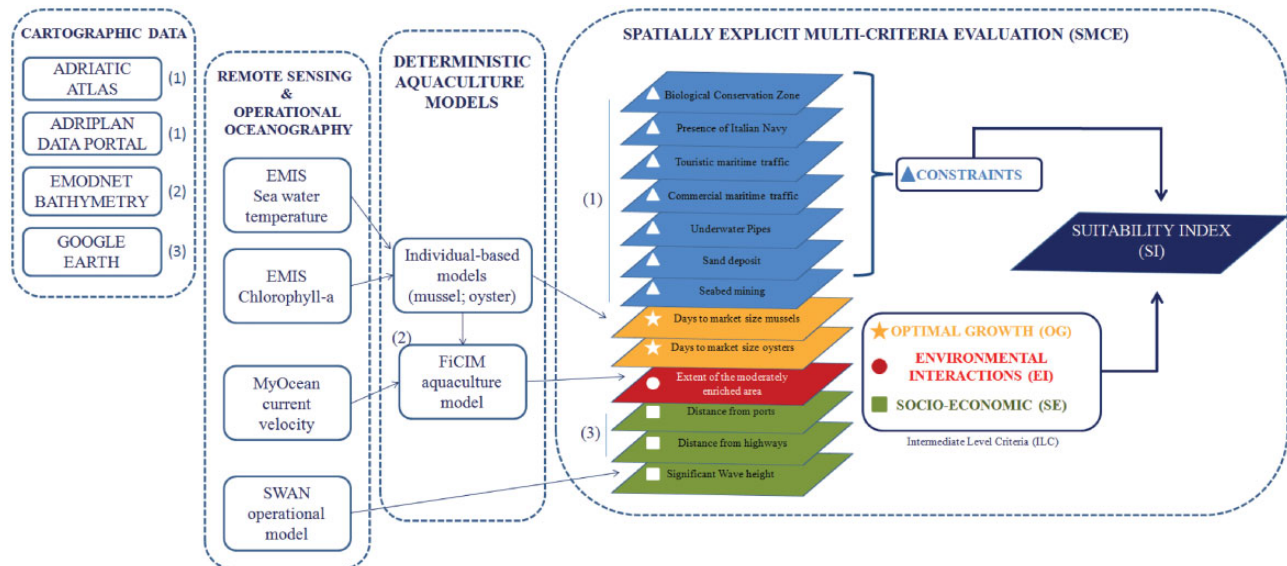 CARTOGRAPHIC DATA
ADRIATIC
ATLAS
(1)
ADRIPLAN
DATA PORTAL
(1)
EMODNET
BATHYMETRY
(2)
GOOGLE
EARTH
(3)
REMOTE SENSING
&
OPERATIONAL
OCEANOGRAPHY
EMIS
Sea water
temperature
EMIS
Chlorophyll-a
MyOcean
current
velocity
SWAN
operational
model
DETERMINISTIC
AQUACULTURE
MODELS
Individual-based
models
(mussel; oyster)
(2)
FiCIM
aquaculture
model
SPATIALLY EXPLICIT MULTI-CRITERIA EVALUATION (SMCE)
(1)
Biological Conservation Zone
Presence of Italian Navy
Touristic maritime traffic
Commercial maritime traffic
Underwater Pipes
Sand deposit
Seabed mining
Days to market size mussels
Days to market size oysters
Extent of the moderately
enriched area
(3)
Distance from ports
Distance from highways
Significant Wave height
CONSTRAINTS
SUITABILITY INDEX
(SI)
OPTIMAL GROWTH (OG)
ENVIRONMENTAL
INTERACTIONS (EI)
SOCIO-ECONOMIC (SE)
Intermediate Level Criteria (ILC)